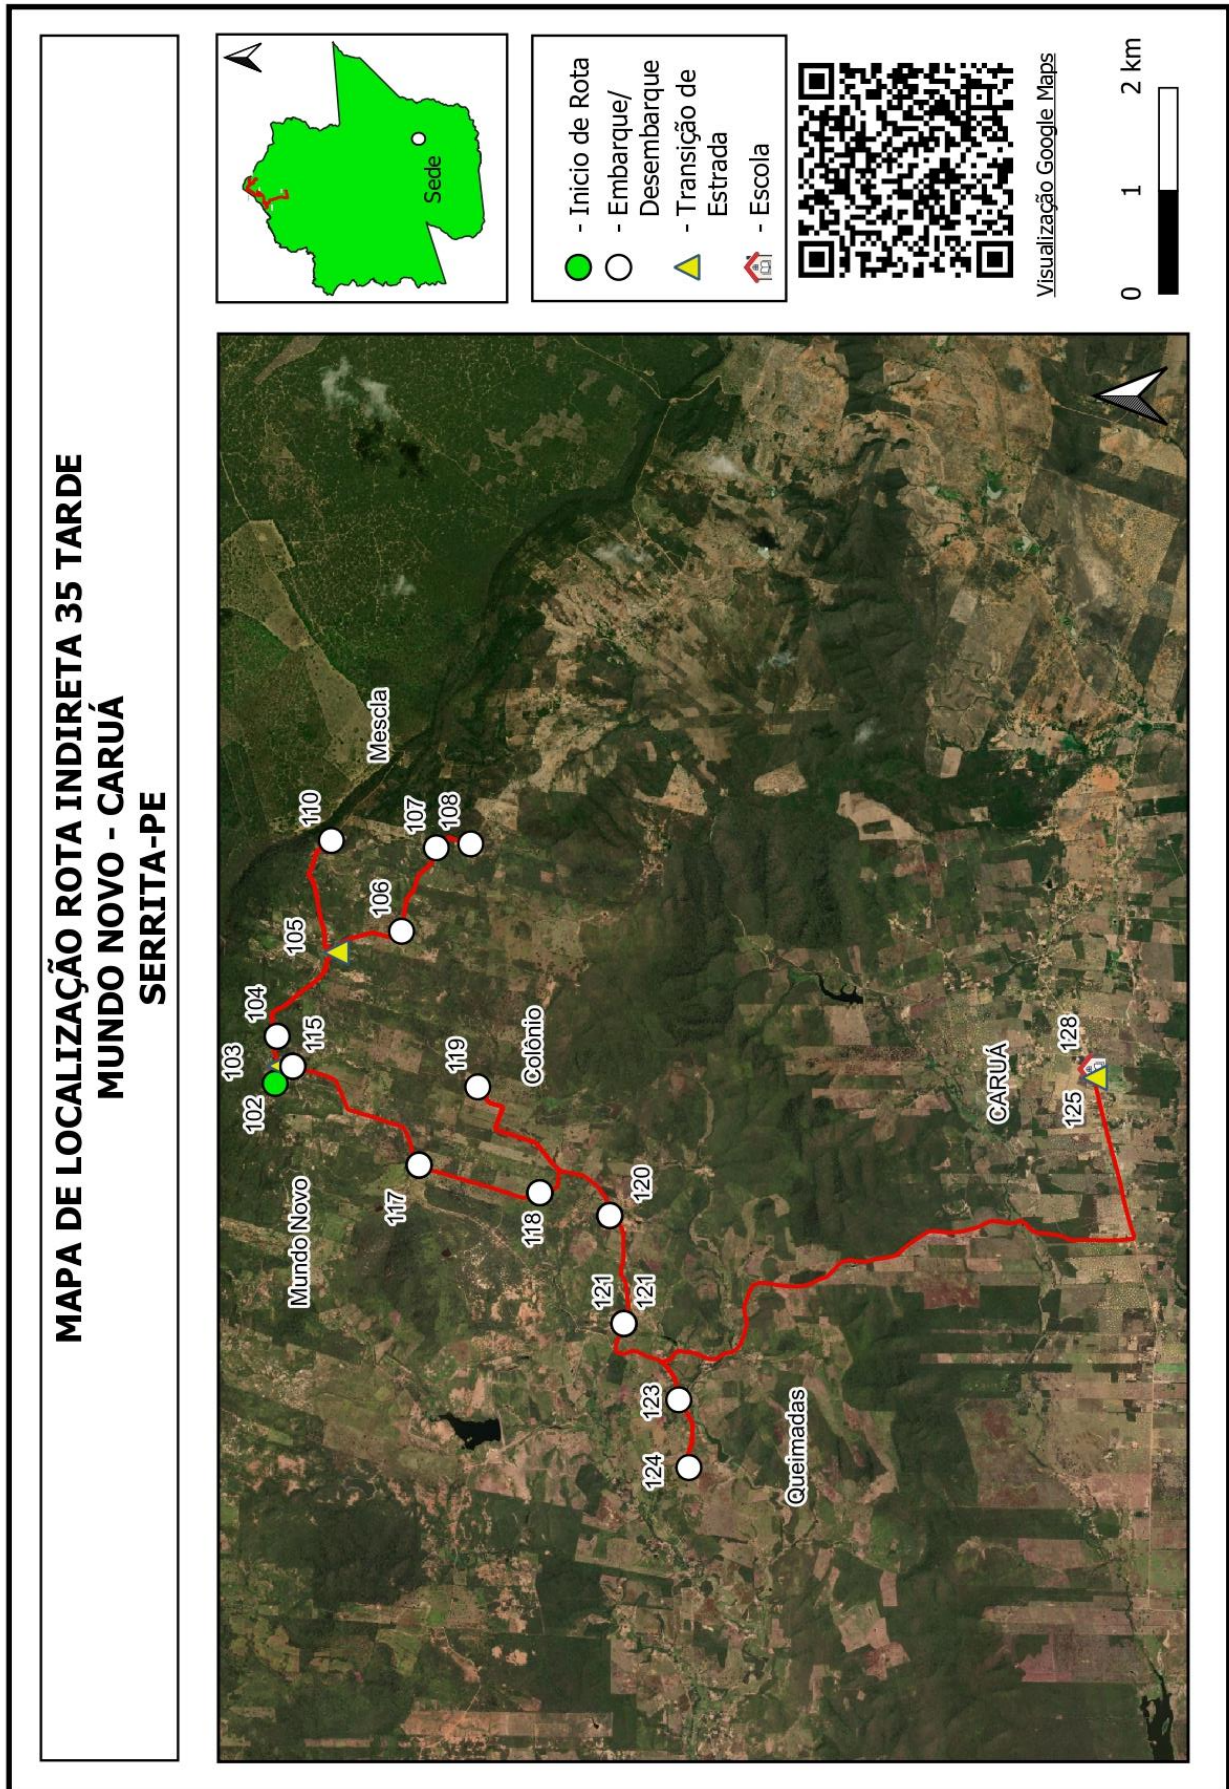 MAPA DE LOCALIZAÇÃO ROTA INDIRETA 35 TARDE
MUNDO NOVO - CARUÁ
SERRITA-PE
Mundo Novo
102
103
104
115
105
110
Mescla
106
107
108
117
119
Colônio
118
120
121
121
123
124
Queimadas
CARUÁ
125
128
Sede
- Inicio de Rota
- Embarque/
Desembarque
- Transição de
Estrada
- Escola
Visualização Google Maps
0 1 2 km